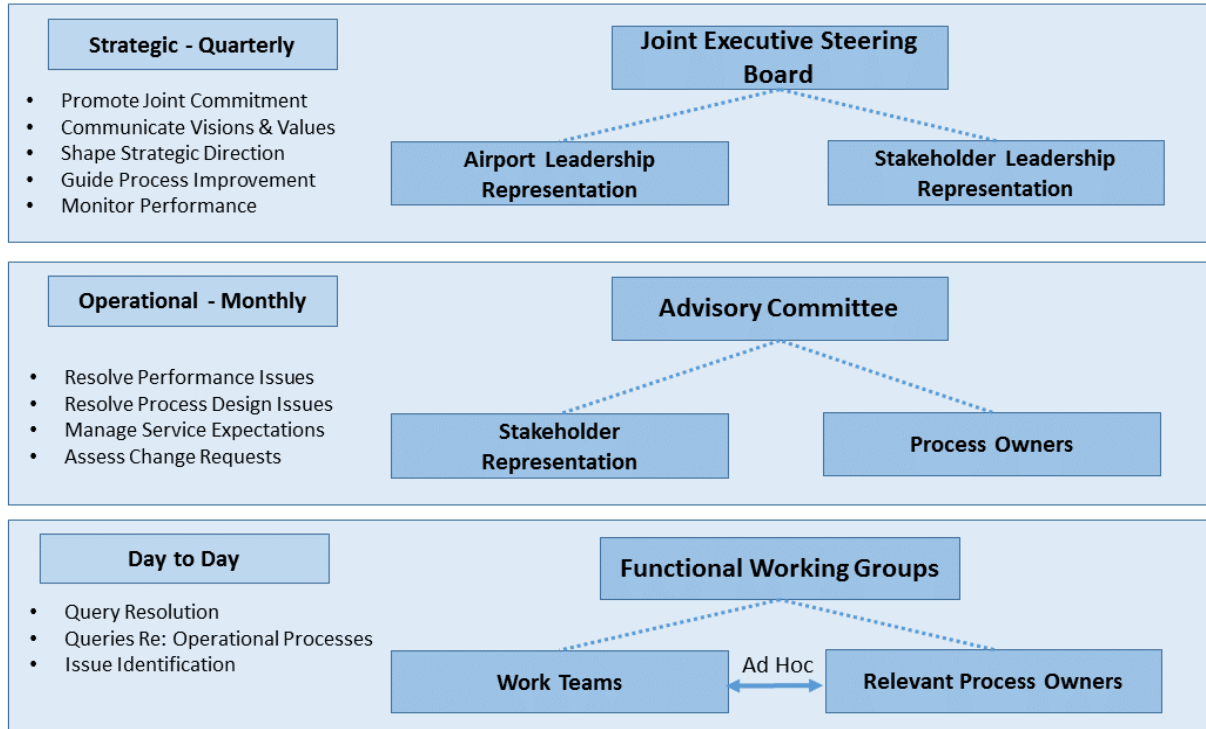 Strategic - Quarterly
• Promote Joint Commitment
• Communicate Visions & Values
• Shape Strategic Direction
• Guide Process Improvement
• Monitor Performance
Joint Executive Steering
Board
Airport Leadership
Representation
Stakeholder Leadership
Representation
Operational - Monthly
• Resolve Performance Issues
• Resolve Process Design Issues
• Manage Service Expectations
• Assess Change Requests
Advisory Committee
Stakeholder
Representation
Process Owners
Day to Day
• Query Resolution
• Queries Re: Operational Processes
• Issue Identification
Functional Working Groups
Work Teams
Ad Hoc
Relevant Process Owners